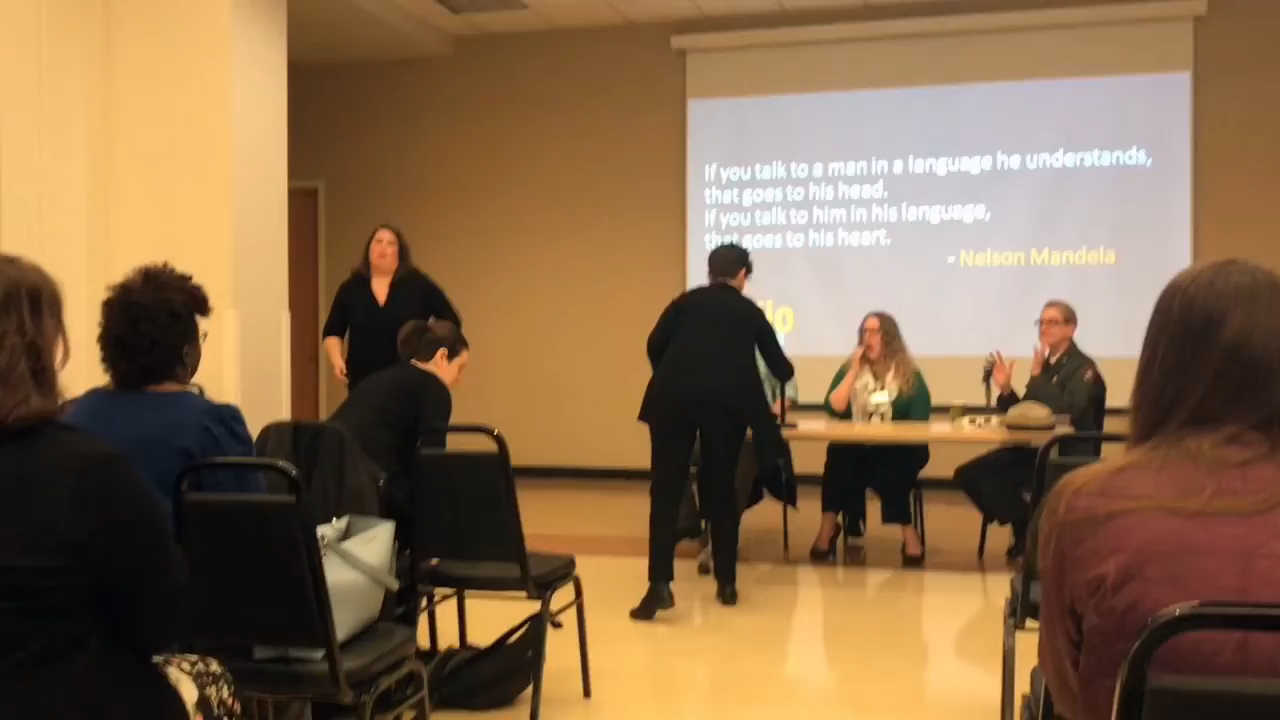 If you talk to a man in a language he understands,
that goes to his head.
If you talk to him in his language,
that goes to his heart.
- Nelson Mandela